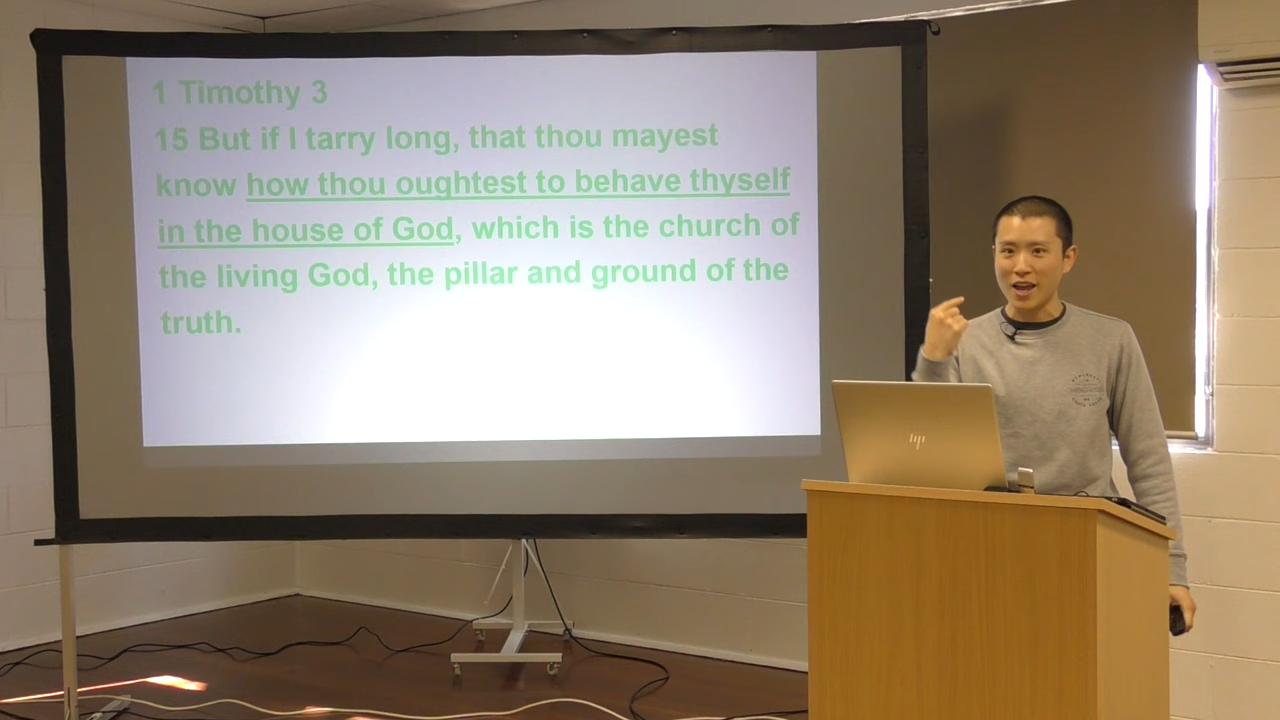 1 Timothy 3
15 But if I tarry long, that thou mayest
know how thou oughtest to behave thyself
in the house of God, which is the church of
the living God, the pillar and ground of the
truth.
hp